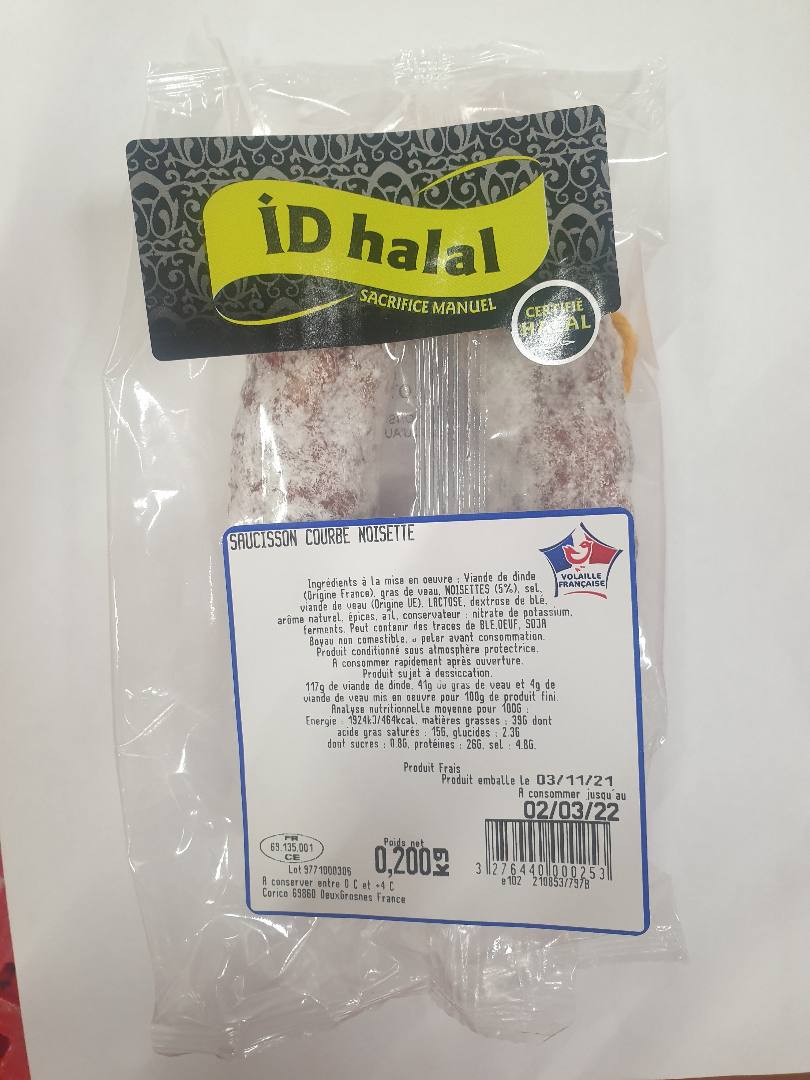 iD halal
SACRIFICE MANUEL
CERTIFIÉ
HALAL
SAUCISSON COURBE NOISETTE
VOLAILLE
FRANÇAISE
Ingrédients à la mise en oeuvre : Viande de dinde
(Origine France), gras de veau, NOISETTES (5%), sel,
viande de veau (Origine UE), LACTOSE, dextrose de blé,
arôme naturel, épices, ail, conservateur : nitrate de potassium,
ferments. Peut contenir des traces de BLE,OEUF, SOJA
Boyau non comestible, a peler avant consommation.
Produit conditionné sous atmosphère protectrice.
A consommer rapidement après ouverture.
Produit sujet à dessiccation.
117g de viande de dinde, 41g de gras de veau et 4g de
viande de veau mis en oeuvre pour 100g de produit fini
Analyse nutritionnelle moyenne pour 100G :
Energie : 1924kJ/464kcal, matières grasses : 39G dont
acide gras saturés : 15G, glucides : 2.3G
dont sucres : 0.8G, protéines : 26G, sel : 4.8G.
Produit Frais
Produit emballe le 03/11/21
A consommer jusqu'au
02/03/22
FR
69.135.001
CE
Lot 9771000306
Poids net
0,200KG
3 276440 000253
e102 210853/797B
A conserver entre 0 C et +4 C
Corico 69860 DeuxGrosnes France